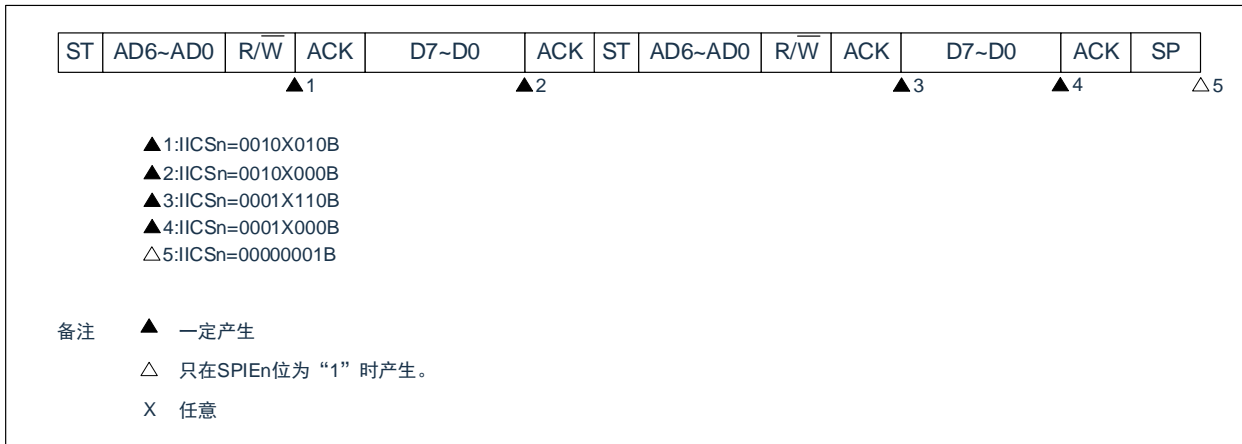 ST AD6~AD0 R/W̅ ACK D7~D0 ACK ST AD6~AD0 R/W̅ ACK D7~D0 ACK SP
▲1 ▲2 ▲3 ▲4 △5
▲1:IICSn=0010X010B
▲2:IICSn=0010X000B
▲3:IICSn=0001X110B
▲4:IICSn=0001X000B
△5:IICSn=00000001B
备注 ▲ 一定产生
△ 只在SPIEn位为“1”时产生。
X 任意